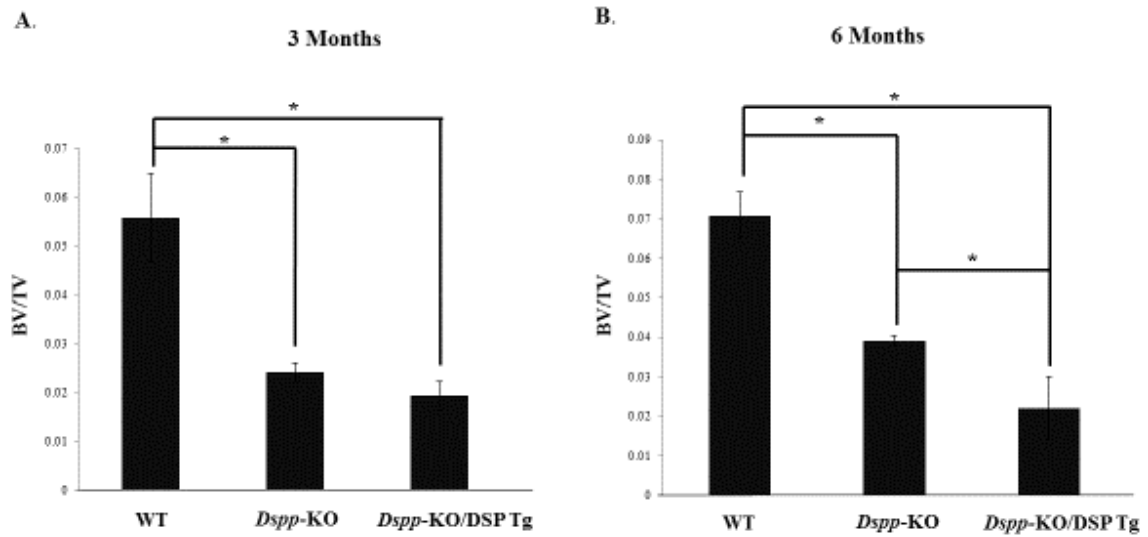 A.
3 Months
*
*
0.07
0.06
0.05
0.04
0.03
0.02
0.01
0
BV/TV
WT Dspp-KO Dspp-KO/DSP Tg
B.
6 Months
*
*
*
0.09
0.08
0.07
0.06
0.05
0.04
0.03
0.02
0.01
0
BV/TV
WT Dspp-KO Dspp-KO/DSP Tg